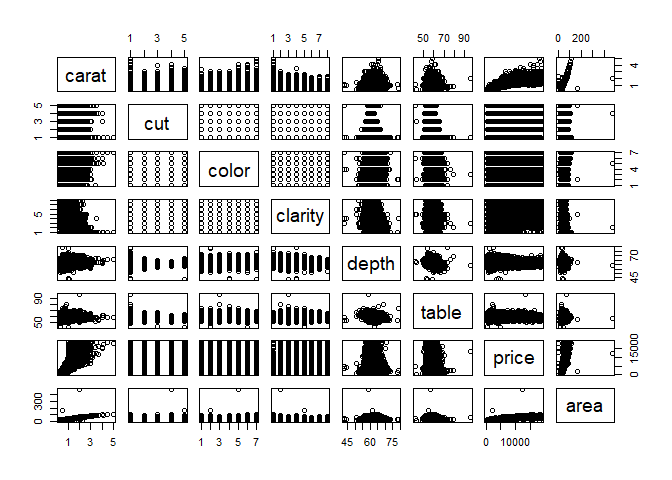 1 3 5 1 3 5 7 50 70 90 0 200
carat 1 4
1 3 5 cut
color 1 4 7
1 5 clarity
depth 45 60 70
50 70 90 table
price 0 15000
0 300 area
1 3 5 1 3 5 7 45 60 75 0 10000